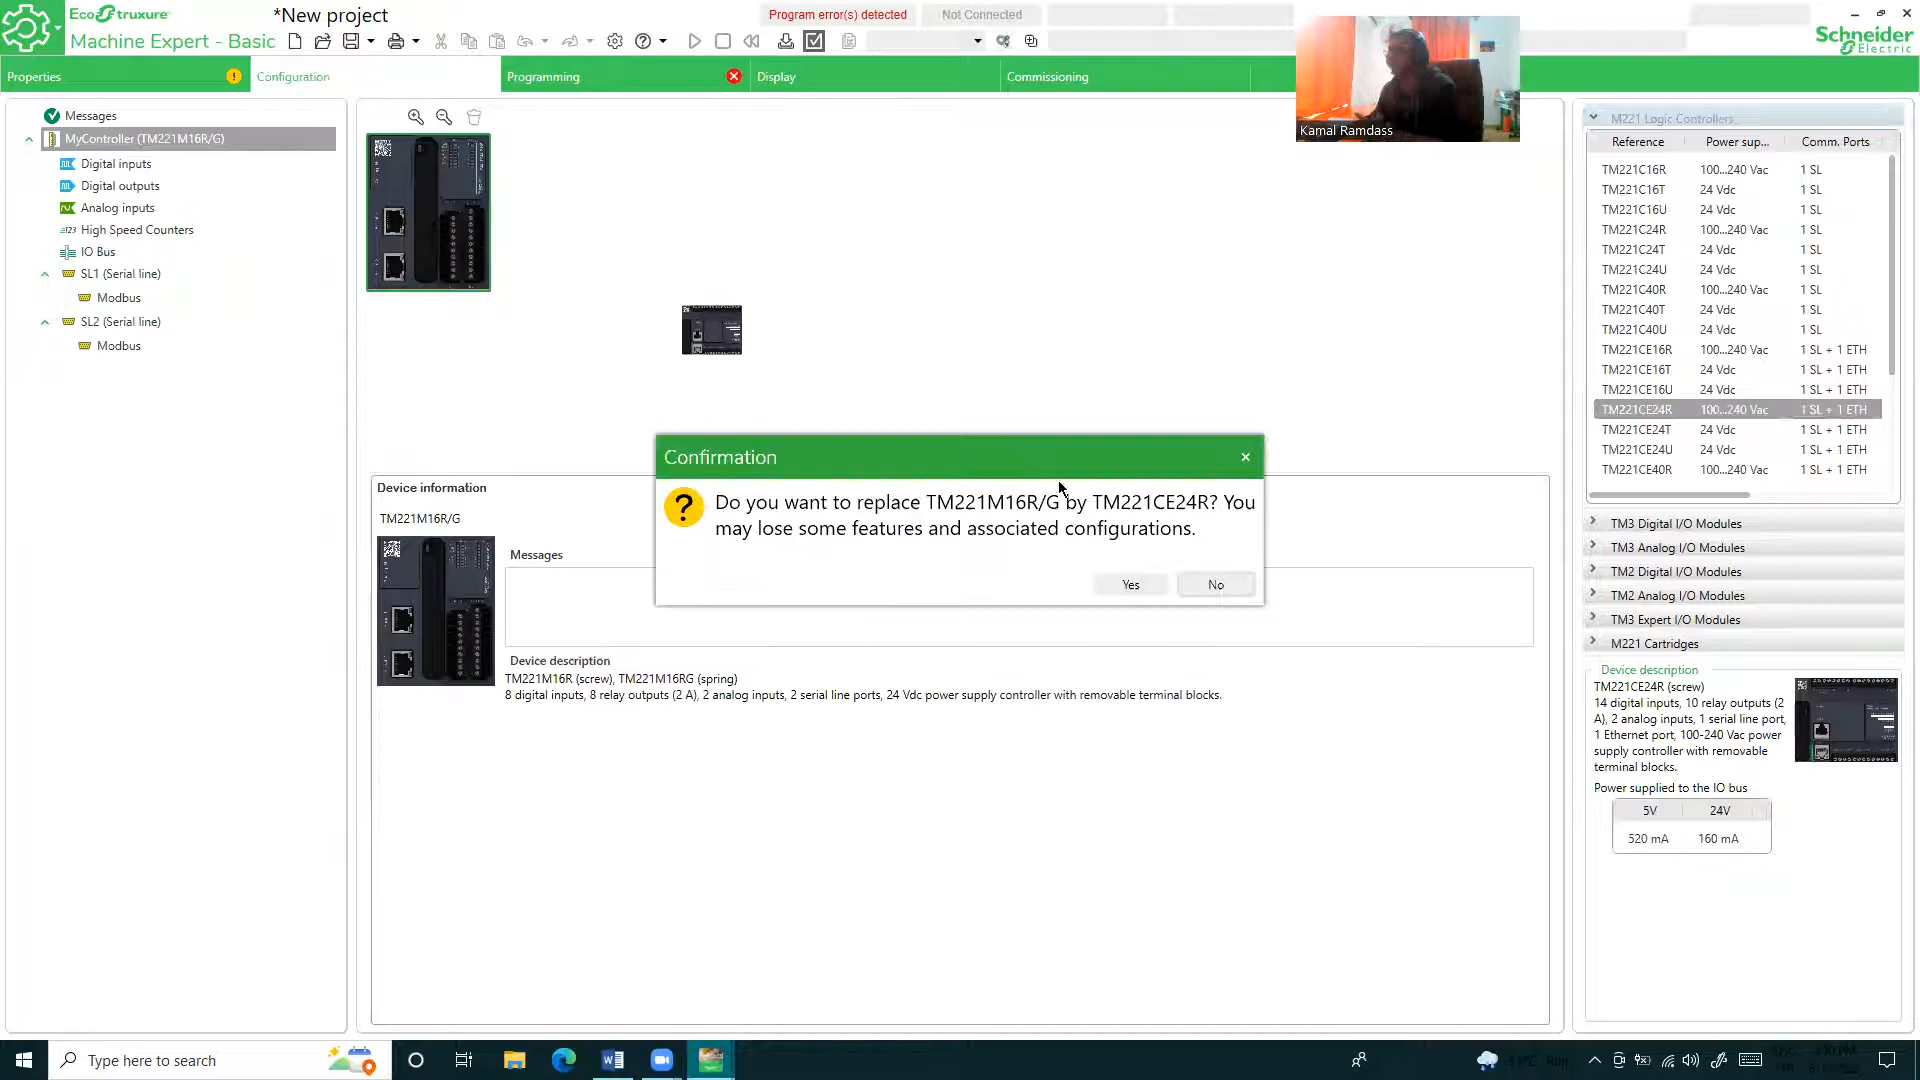 EcoStruxure
Machine Expert - Basic
*New project
Program error(s) detected
Not Connected
Schneider
Electric
Properties
Configuration
Programming
Display
Commissioning
Kamal Ramdass
Messages
MyController (TM221M16R/G)
Digital inputs
Digital outputs
Analog inputs
High Speed Counters
IO Bus
SL1 (Serial line)
Modbus
SL2 (Serial line)
Modbus
Confirmation
Do you want to replace TM221M16R/G by TM221CE24R? You
may lose some features and associated configurations.
Yes No
Device information
TM221M16R/G
Messages
Device description
TM221M16R (screw), TM221M16RG (spring)
8 digital inputs, 8 relay outputs (2 A), 2 analog inputs, 2 serial line ports, 24 Vdc power supply controller with removable terminal blocks.
M221 Logic Controllers
Reference Power sup... Comm. Ports
TM221C16R 100...240 Vac 1 SL
TM221C16T 24 Vdc 1 SL
TM221C16U 24 Vdc 1 SL
TM221C24R 100...240 Vac 1 SL
TM221C24T 24 Vdc 1 SL
TM221C24U 24 Vdc 1 SL
TM221C40R 100...240 Vac 1 SL
TM221C40T 24 Vdc 1 SL
TM221C40U 24 Vdc 1 SL
TM221CE16R 100...240 Vac 1 SL + 1 ETH
TM221CE16T 24 Vdc 1 SL + 1 ETH
TM221CE16U 24 Vdc 1 SL + 1 ETH
TM221CE24R 100...240 Vac 1 SL + 1 ETH
TM221CE24T 24 Vdc 1 SL + 1 ETH
TM221CE24U 24 Vdc 1 SL + 1 ETH
TM221CE40R 100...240 Vac 1 SL + 1 ETH
TM3 Digital I/O Modules
TM3 Analog I/O Modules
TM2 Digital I/O Modules
TM2 Analog I/O Modules
TM3 Expert I/O Modules
M221 Cartridges
Device description
TM221CE24R (screw)
14 digital inputs, 10 relay outputs (2
A), 2 analog inputs, 1 serial line port,
1 Ethernet port, 100-240 Vac power
supply controller with removable
terminal blocks.
Power supplied to the IO bus
5V 24V
520 mA 160 mA
Type here to search